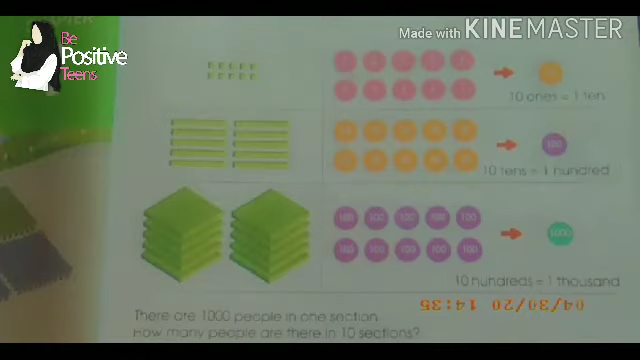 Made with KINEMASTER
Be
Positive
Teens
10 ones = 1 ten
100
10 tens = 1 hundred
100 100 100 100 100
1000
100 100 100 100 100
10 hundreds = 1 thousand
04/30/20 14:35
There are 1000 people in one section.
How many people are there in 10 sections?